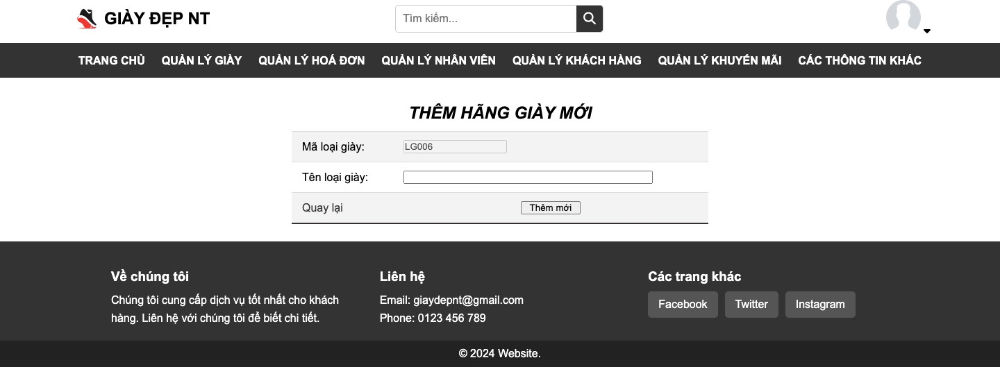 GIÀY ĐẸP NT
Tìm kiếm...
TRANG CHỦ QUẢN LÝ GIÀY QUẢN LÝ HOÁ ĐƠN QUẢN LÝ NHÂN VIÊN QUẢN LÝ KHÁCH HÀNG QUẢN LÝ KHUYẾN MÃI CÁC THÔNG TIN KHÁC
THÊM HÃNG GIÀY MỚI
Mã loại giày: LG006
Tên loại giày:
Quay lại Thêm mới
Về chúng tôi
Chúng tôi cung cấp dịch vụ tốt nhất cho khách
hàng. Liên hệ với chúng tôi để biết chi tiết.
Liên hệ
Email: giaydepnt@gmail.com
Phone: 0123 456 789
Các trang khác
Facebook Twitter Instagram
© 2024 Website.